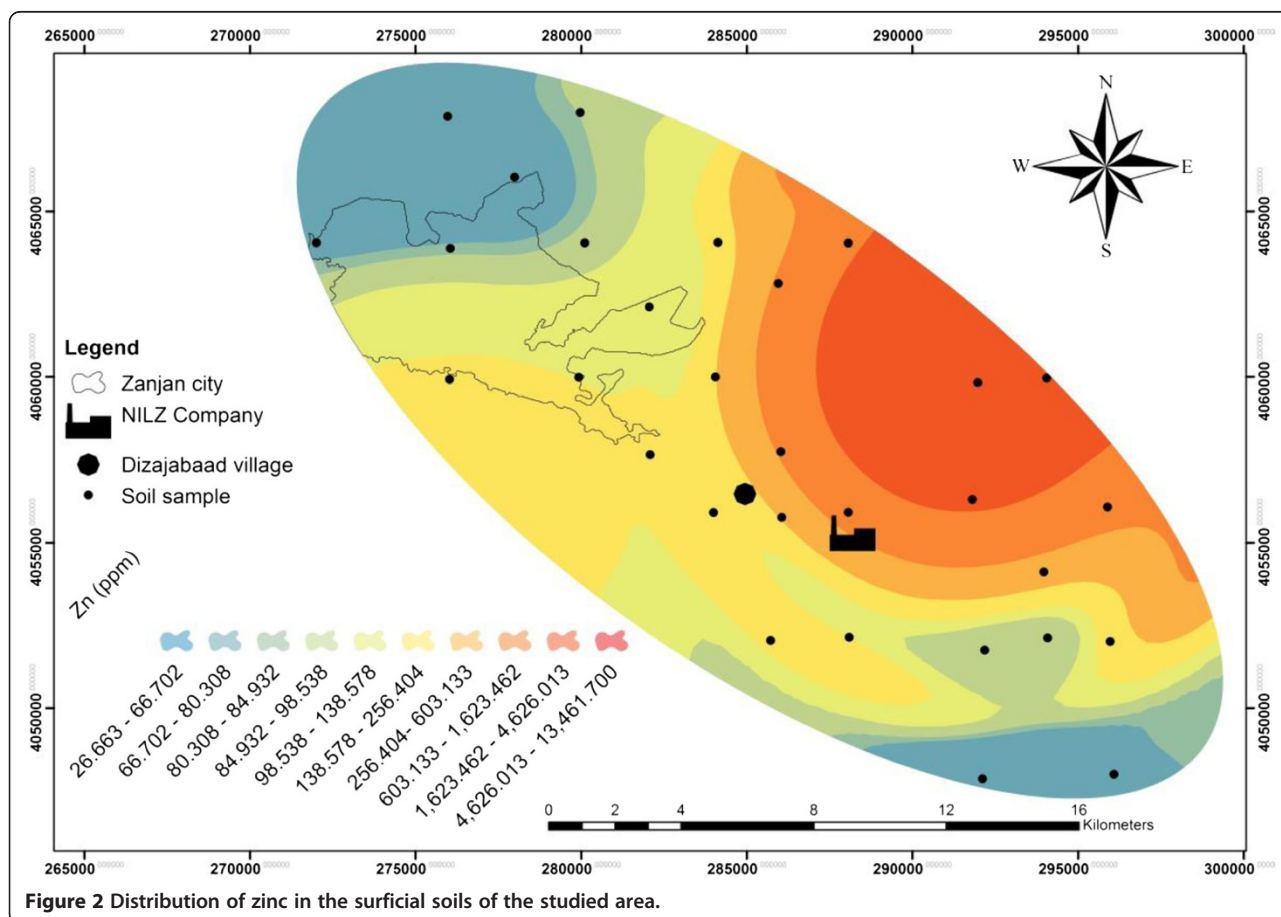 265000 270000 275000 280000 285000 290000 295000 300000
N
W E
S
4065000
4065000
4060000
4060000
4055000
4055000
4050000
4050000
Legend
Zanjan city
NILZ Company
Dizajabaad village
Soil sample
Zn (ppm)
26.663 - 66.702
66.702 - 80.308
80.308 - 84.932
84.932 - 98.538
98.538 - 138.578
138.578 - 256.404
256.404- 603.133
603.133 - 1,623.462
1,623.462 - 4,626.013
4,626.013 - 13,461.700
0 2 4 8 12 16
Kilometers
265000 270000 275000 280000 285000 290000 295000 300000
Figure 2 Distribution of zinc in the surficial soils of the studied area.